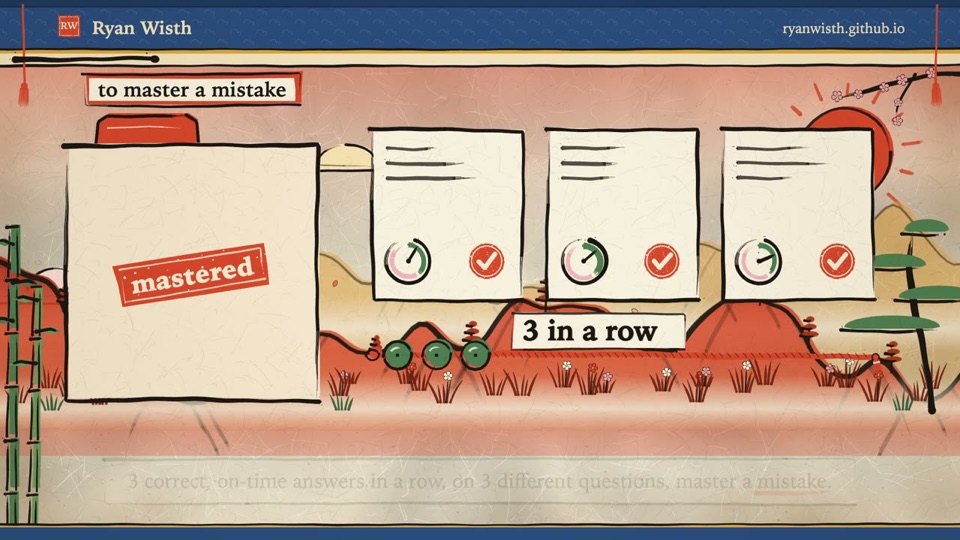 RW Ryan Wisth
ryanwisth.github.io
to master a mistake
mastered
3 in a row
3 correct, on-time answers in a row, on 3 different questions, master a mistake.